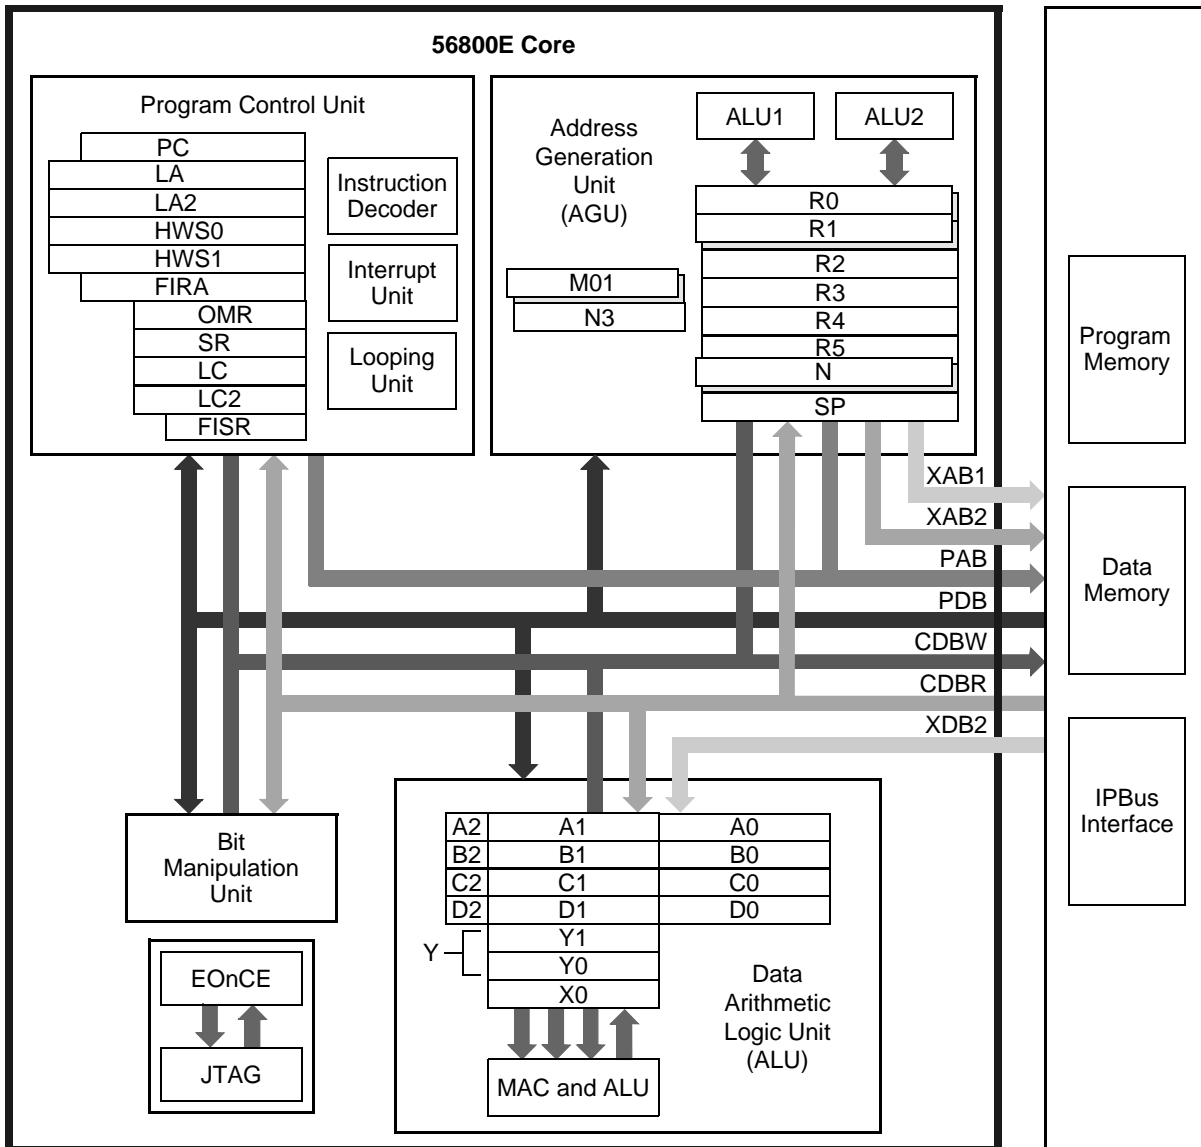 56800E Core
Program Control Unit
PC
LA
LA2
HWS0
HWS1
FIRA
OMR
SR
LC
LC2
FISR
Instruction
Decoder
Interrupt
Unit
Looping
Unit
Address
Generation
Unit
(AGU)
ALU1
ALU2
R0
R1
R2
R3
R4
R5
N
SP
M01
N3
XAB1
XAB2
PAB
PDB
CDBW
CDBR
XDB2
Program
Memory
Data
Memory
IPBus
Interface
Bit
Manipulation
Unit
EOnCE
JTAG
A2 A1 A0
B2 B1 B0
C2 C1 C0
D2 D1 D0
Y
Y1
Y0
X0
MAC and ALU
Data
Arithmetic
Logic Unit
(ALU)